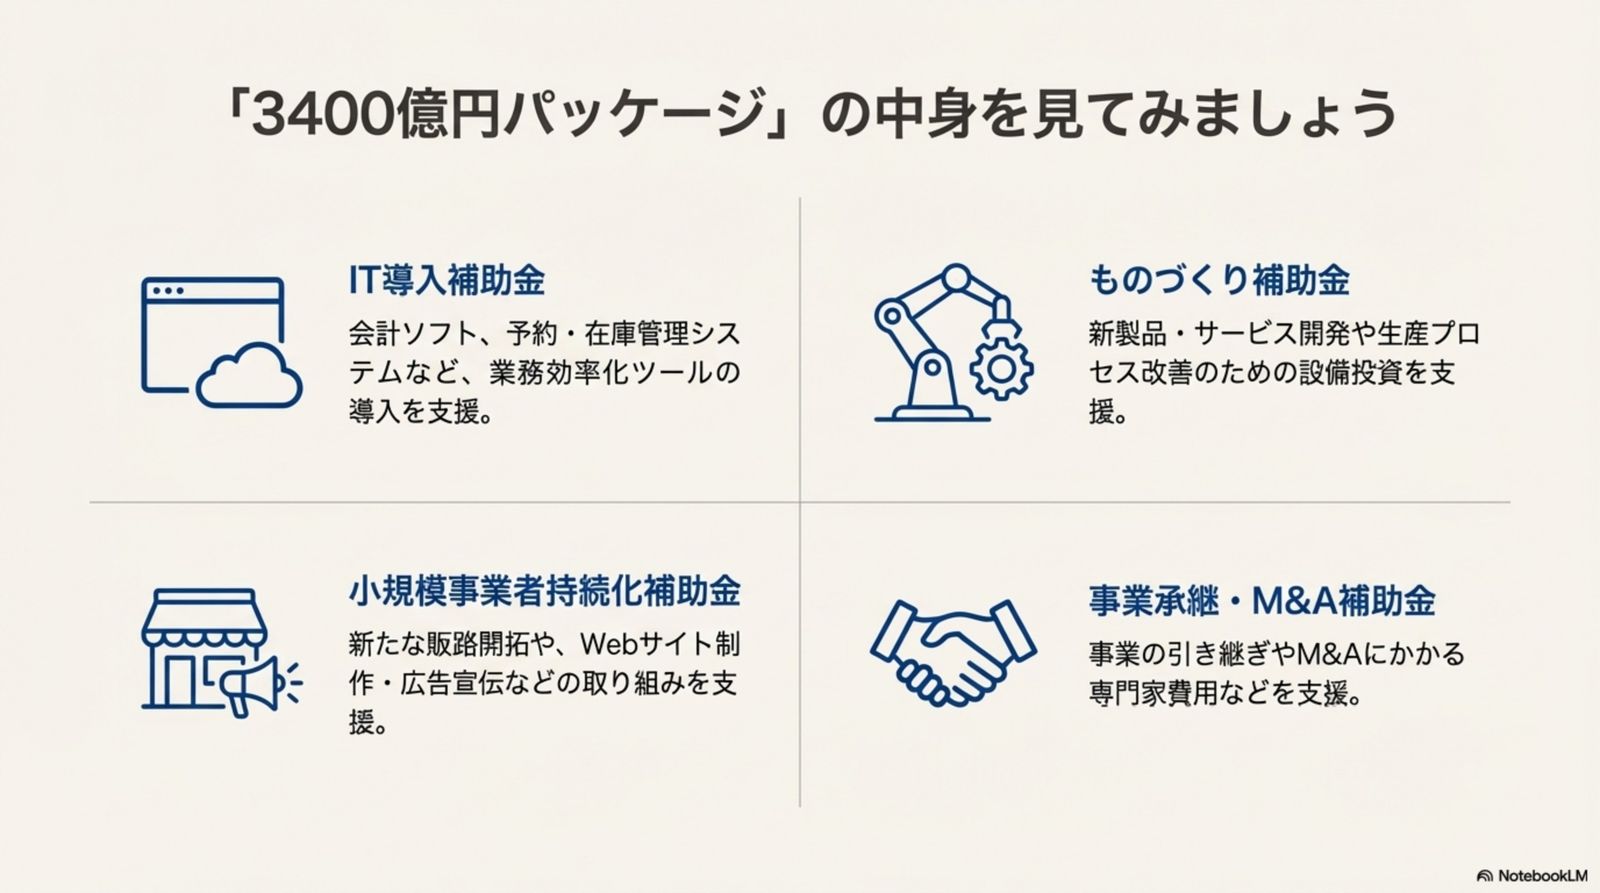 「3400億円パッケージ」の中身を見てみましょう
IT導入補助金
会計ソフト、予約・在庫管理シス
テムなど、業務効率化ツールの
導入を支援。
ものづくり補助金
新製品・サービス開発や生産プロ
セス改善のための設備投資を支
援。
小規模事業者持続化補助金
新たな販路開拓や、Webサイト制
作・広告宣伝などの取り組みを支
援。
事業承継・M&A補助金
事業の引き継ぎやM&Aにかかる
専門家費用などを支援。
NotebookLM